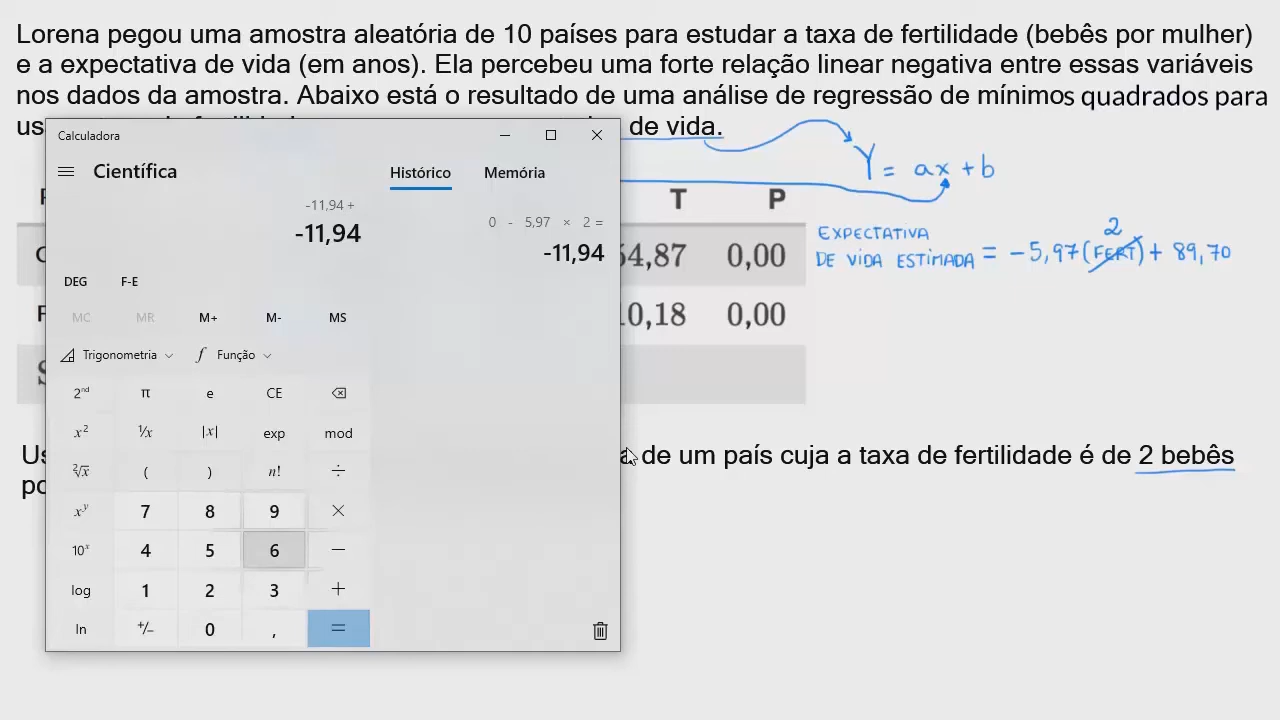 Lorena pegou uma amostra aleatória de 10 países para estudar a taxa de fertilidade (bebês por mulher)
e a expectativa de vida (em anos). Ela percebeu uma forte relação linear negativa entre essas variáveis
nos dados da amostra. Abaixo está o resultado de uma análise de regressão de mínimos quadrados para
de vida.
Y = ax + b
Calculadora
Científica
Histórico Memória
-11,94 +
-11,94
0 - 5,97 × 2 =
-11,94
T P
64,87 0,00
EXPECTATIVA
DE VIDA ESTIMADA = -5,97(FERT) + 89,70
2
10,18 0,00
DEG F-E
MC MR M+ M- MS
Trigonometria f Função
2nd π e CE
x² ¹/x |x| exp mod
²√x ( ) n! ÷
xʸ 7 8 9 ×
10ˣ 4 5 6 −
log 1 2 3 +
ln +/− 0 , =
de um país cuja a taxa de fertilidade é de 2 bebês